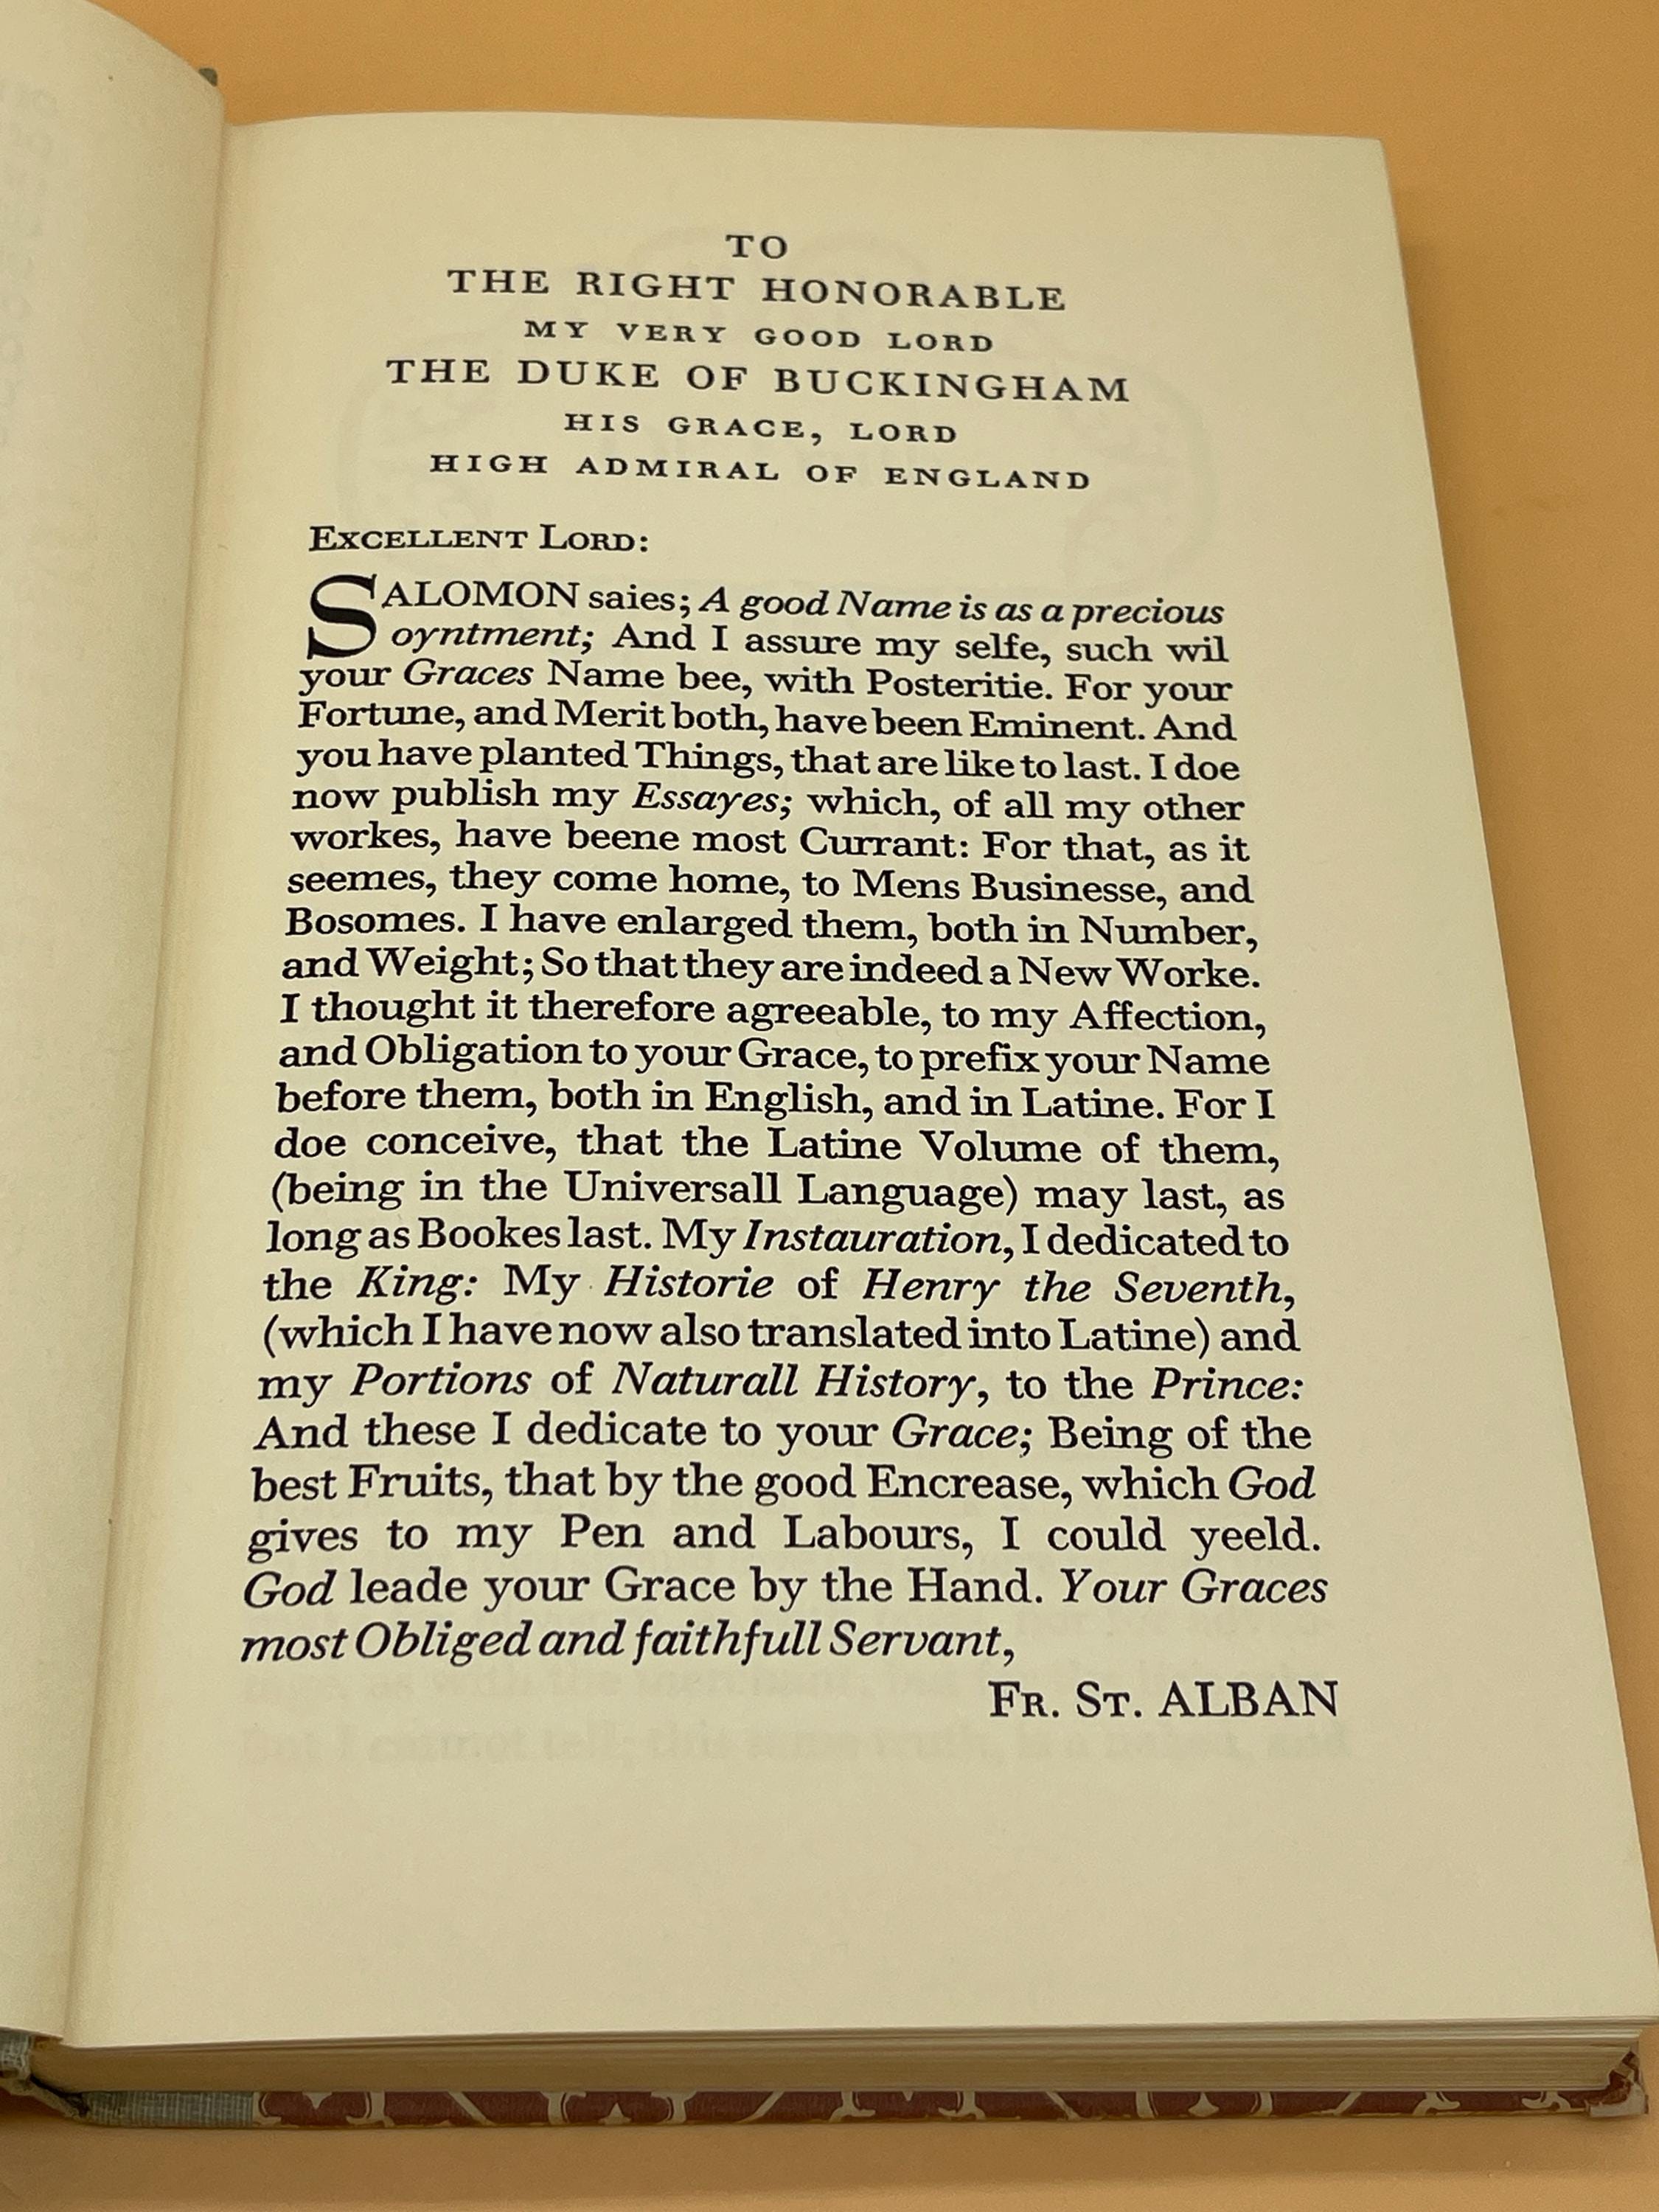 TO
THE RIGHT HONORABLE
MY VERY GOOD LORD
THE DUKE OF BUCKINGHAM
HIS GRACE, LORD
HIGH ADMIRAL OF ENGLAND
EXCELLENT LORD:
SALOMON saies; A good Name is as a precious
oyntment; And I assure my selfe, such wil
your Graces Name bee, with Posteritie. For your
Fortune, and Merit both, have been Eminent. And
you have planted Things, that are like to last. I doe
now publish my Essayes; which, of all my other
workes, have beene most Currant: For that, as it
seemes, they come home, to Mens Businesse, and
Bosomes. I have enlarged them, both in Number,
and Weight; So that they are indeed a New Worke.
I thought it therefore agreeable, to my Affection,
and Obligation to your Grace, to prefix your Name
before them, both in English, and in Latine. For I
doe conceive, that the Latine Volume of them,
(being in the Universall Language) may last, as
long as Bookes last. My Instauration, I dedicated to
the King: My Historie of Henry the Seventh,
(which I have now also translated into Latine) and
my Portions of Naturall History, to the Prince:
And these I dedicate to your Grace; Being of the
best Fruits, that by the good Encrease, which God
gives to my Pen and Labours, I could yeeld.
God leade your Grace by the Hand. Your Graces
most Obliged and faithfull Servant,
FR. ST. ALBAN